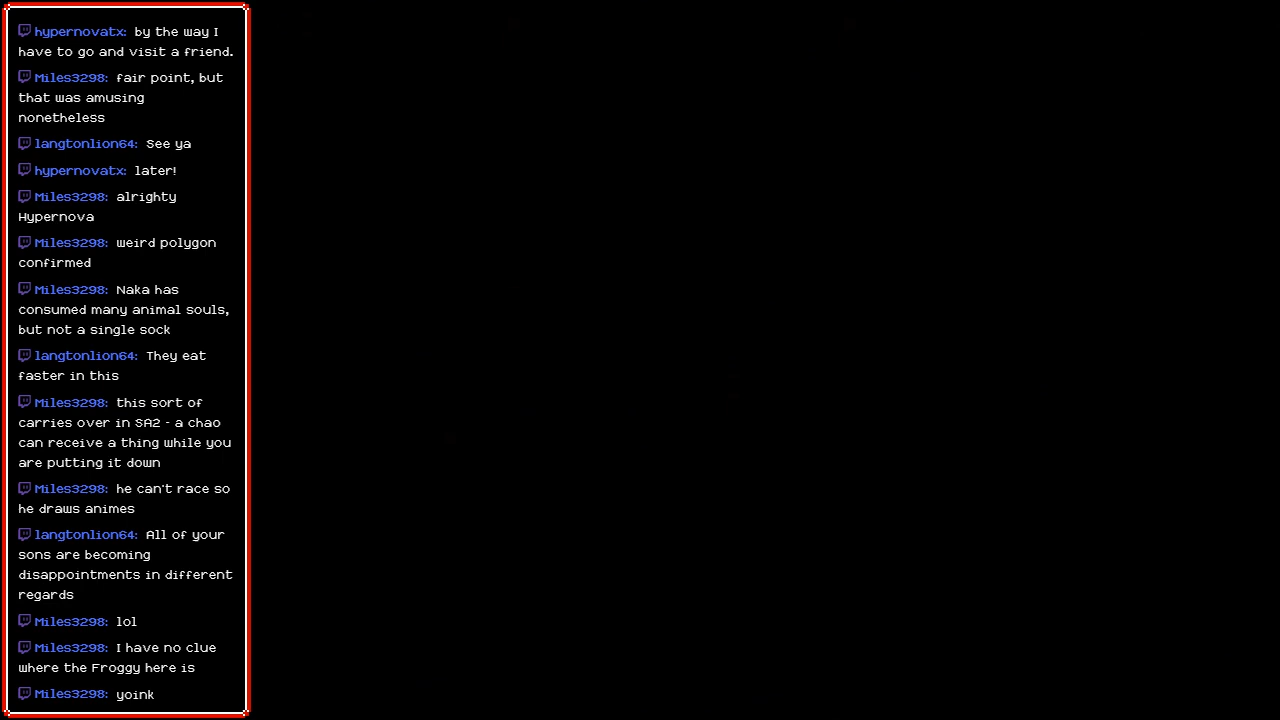 hypernovatx: by the way I
have to go and visit a friend.
Miles3298: fair point, but
that was amusing
nonetheless
langtonlion64: See ya
hypernovatx: later!
Miles3298: alrighty
Hypernova
Miles3298: weird polygon
confirmed
Miles3298: Naka has
consumed many animal souls,
but not a single sock
langtonlion64: They eat
faster in this
Miles3298: this sort of
carries over in SA2 - a chao
can receive a thing while you
are putting it down
Miles3298: he can't race so
he draws animes
langtonlion64: All of your
sons are becoming
disappointments in different
regards
Miles3298: lol
Miles3298: I have no clue
where the Froggy here is
Miles3298: yoink